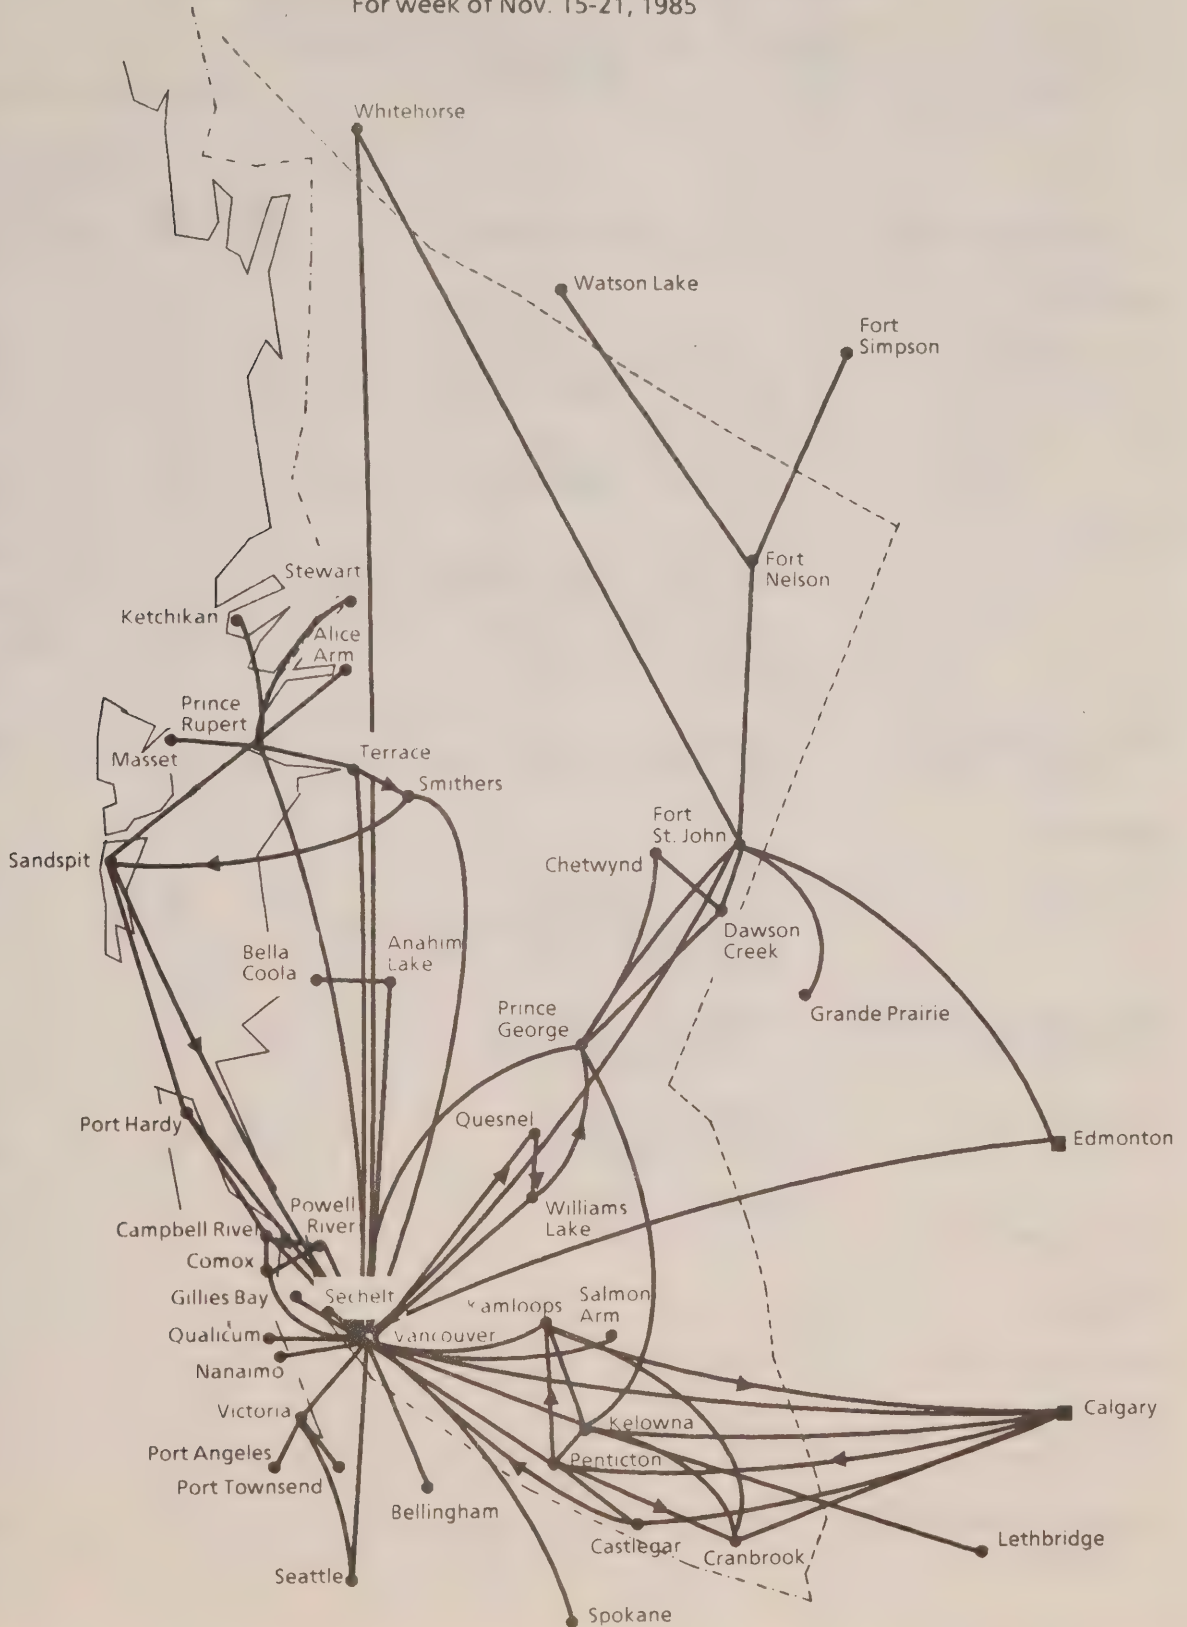 For week of Nov. 15-21, 1985
Whitehorse
Watson Lake
Fort
Simpson
Fort
Nelson
Stewart
Ketchikan
Alice
Arm
Prince
Rupert
Masset
Terrace
Smithers
Fort
St. John
Chetwynd
Sandspit
Dawson
Creek
Anahim
Lake
Bella
Coola
Grande Prairie
Prince
George
Quesnel
Port Hardy
Edmonton
Williams
Lake
Powell
River
Campbell River
Comox
Gillies Bay
Sechelt
Kamloops
Salmon
Arm
Qualicum
Vancouver
Nanaimo
Victoria
Kelowna
Calgary
Port Angeles
Penticton
Port Townsend
Bellingham
Castlegar
Cranbrook
Lethbridge
Seattle
Spokane